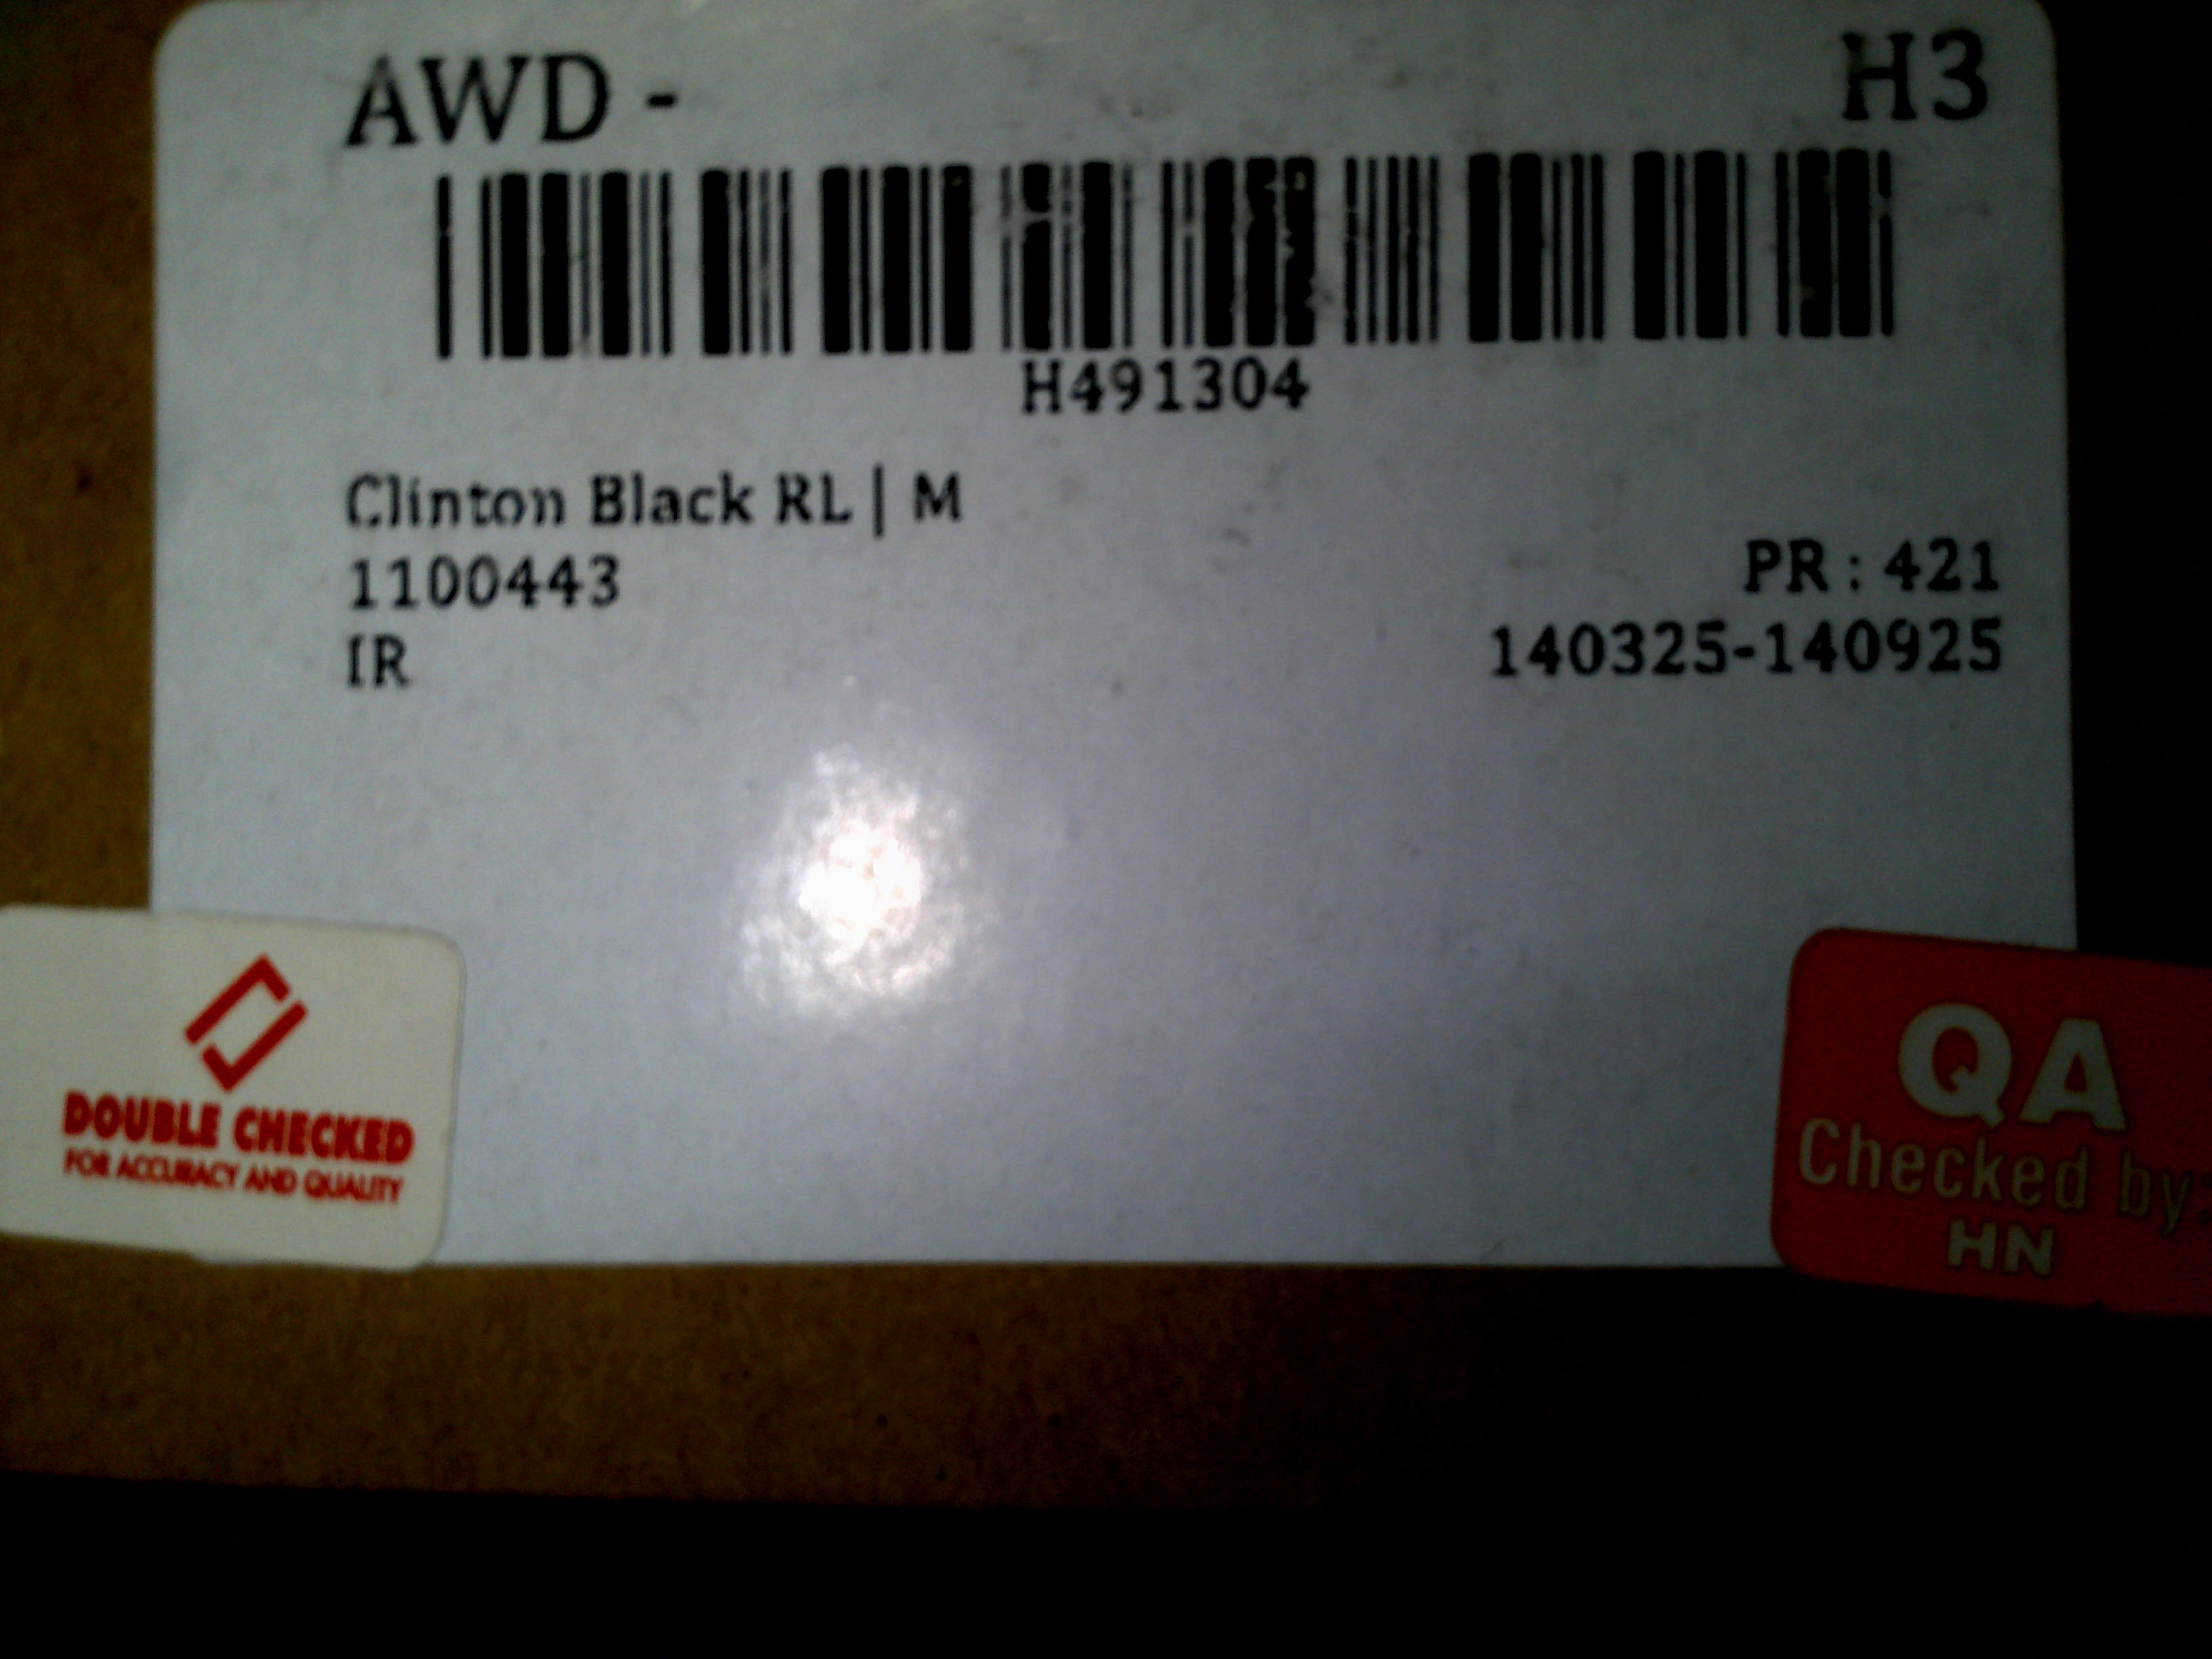 AWD - H3
H491304
Clinton Black RL | M
1100443
PR : 421
IR
140325-140925
DOUBLE CHECKED
FOR ACCURACY AND QUALITY
QA
Checked by:
HN